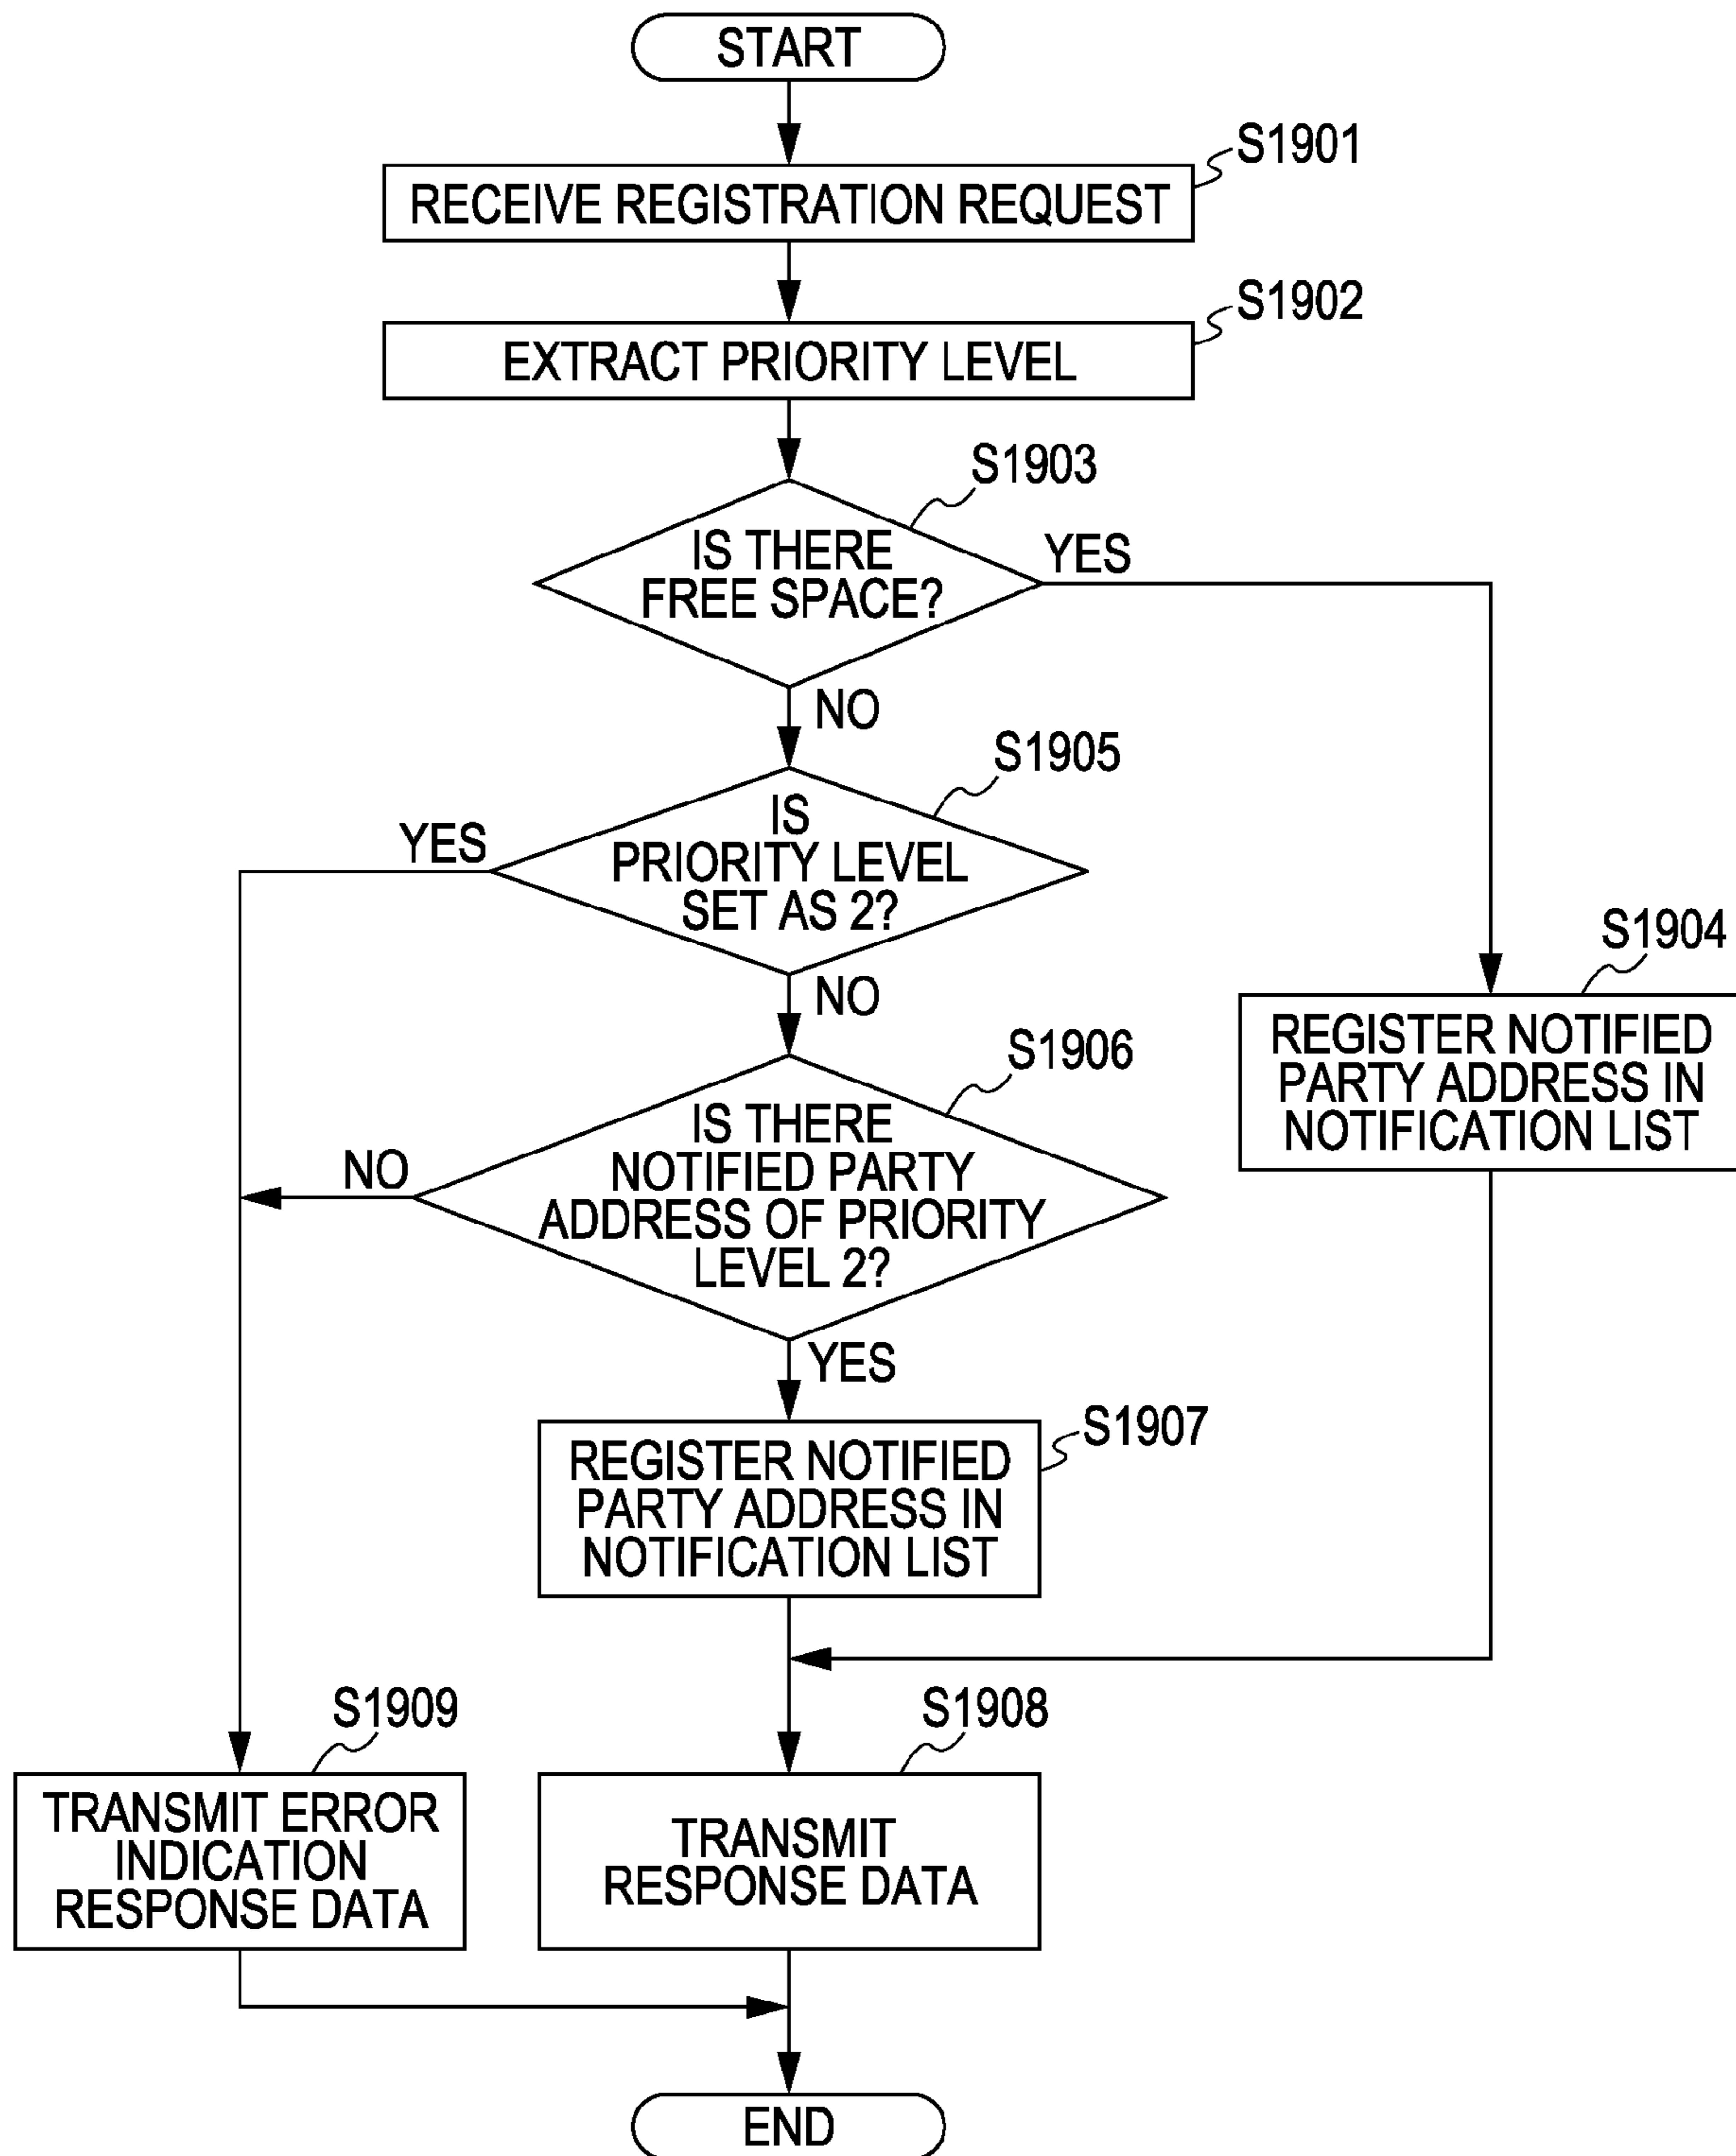 START
S1901
RECEIVE REGISTRATION REQUEST
S1902
EXTRACT PRIORITY LEVEL
S1903
IS THERE
FREE SPACE?
YES
NO
S1905
IS
PRIORITY LEVEL
SET AS 2?
YES
NO
S1904
REGISTER NOTIFIED
PARTY ADDRESS IN
NOTIFICATION LIST
S1906
IS THERE
NOTIFIED PARTY
ADDRESS OF PRIORITY
LEVEL 2?
NO
YES
S1907
REGISTER NOTIFIED
PARTY ADDRESS IN
NOTIFICATION LIST
S1909
TRANSMIT ERROR
INDICATION
RESPONSE DATA
S1908
TRANSMIT
RESPONSE DATA
END